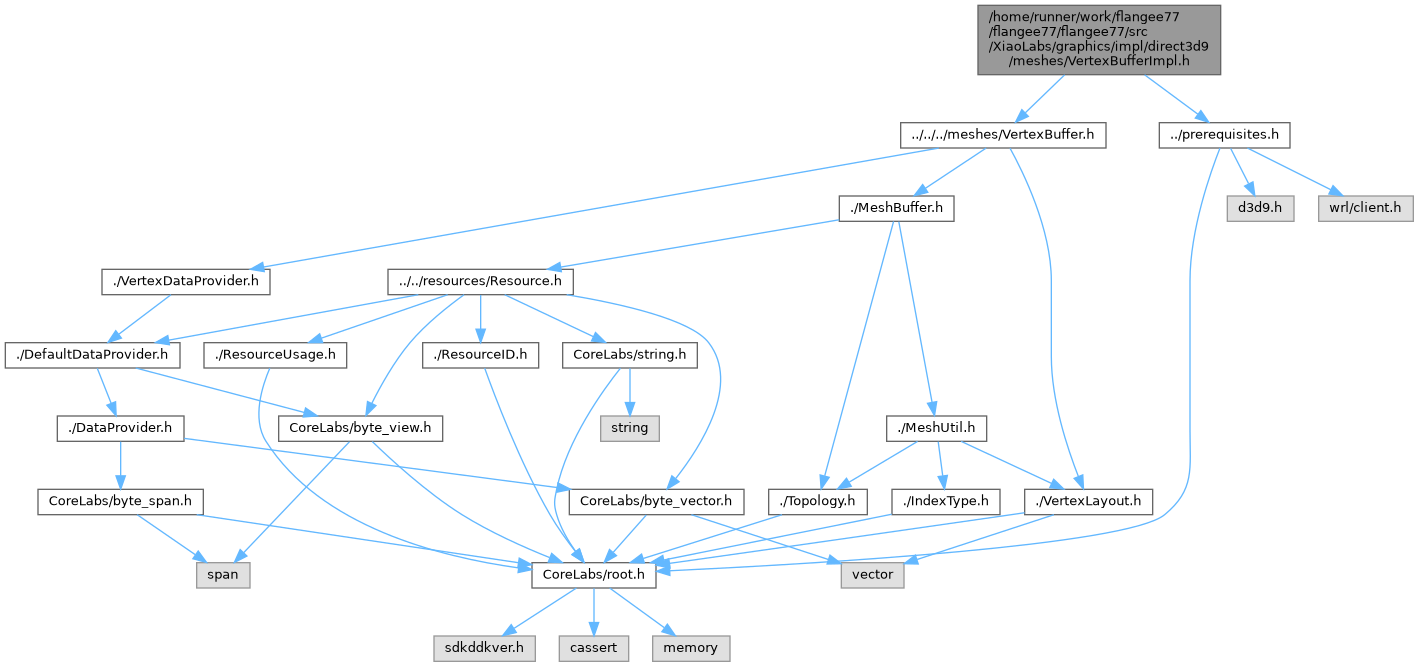 /home/runner/work/flangee77
/flangee77/flangee77/src
/XiaoLabs/graphics/impl/direct3d9
/meshes/VertexBufferImpl.h
../../../meshes/VertexBuffer.h
../prerequisites.h
./MeshBuffer.h
d3d9.h
wrl/client.h
./VertexDataProvider.h
../../resources/Resource.h
./DefaultDataProvider.h
./ResourceUsage.h
./ResourceID.h
CoreLabs/string.h
./DataProvider.h
CoreLabs/byte_view.h
string
./MeshUtil.h
CoreLabs/byte_span.h
CoreLabs/byte_vector.h
./Topology.h
./IndexType.h
./VertexLayout.h
span
CoreLabs/root.h
vector
sdkddkver.h
cassert
memory